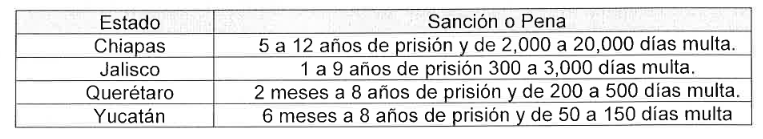 Estado Sanción o Pena
Chiapas 5 a 12 años de prisión y de 2,000 a 20,000 días multa.
Jalisco 1 a 9 años de prisión 300 a 3,000 días multa.
Querétaro 2 meses a 8 años de prisión y de 200 a 500 días multa.
Yucatán 6 meses a 8 años de prisión y de 50 a 150 días multa